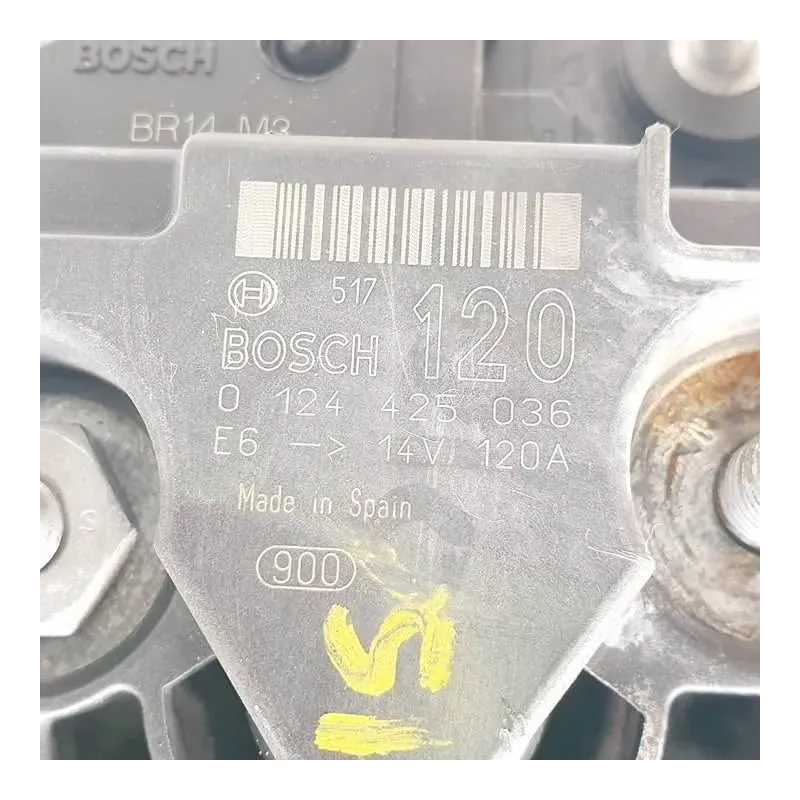 BOSCH
BR14 M3
517
120
BOSCH
0 124 425 036
E6 -> 14V 120A
Made in Spain
900